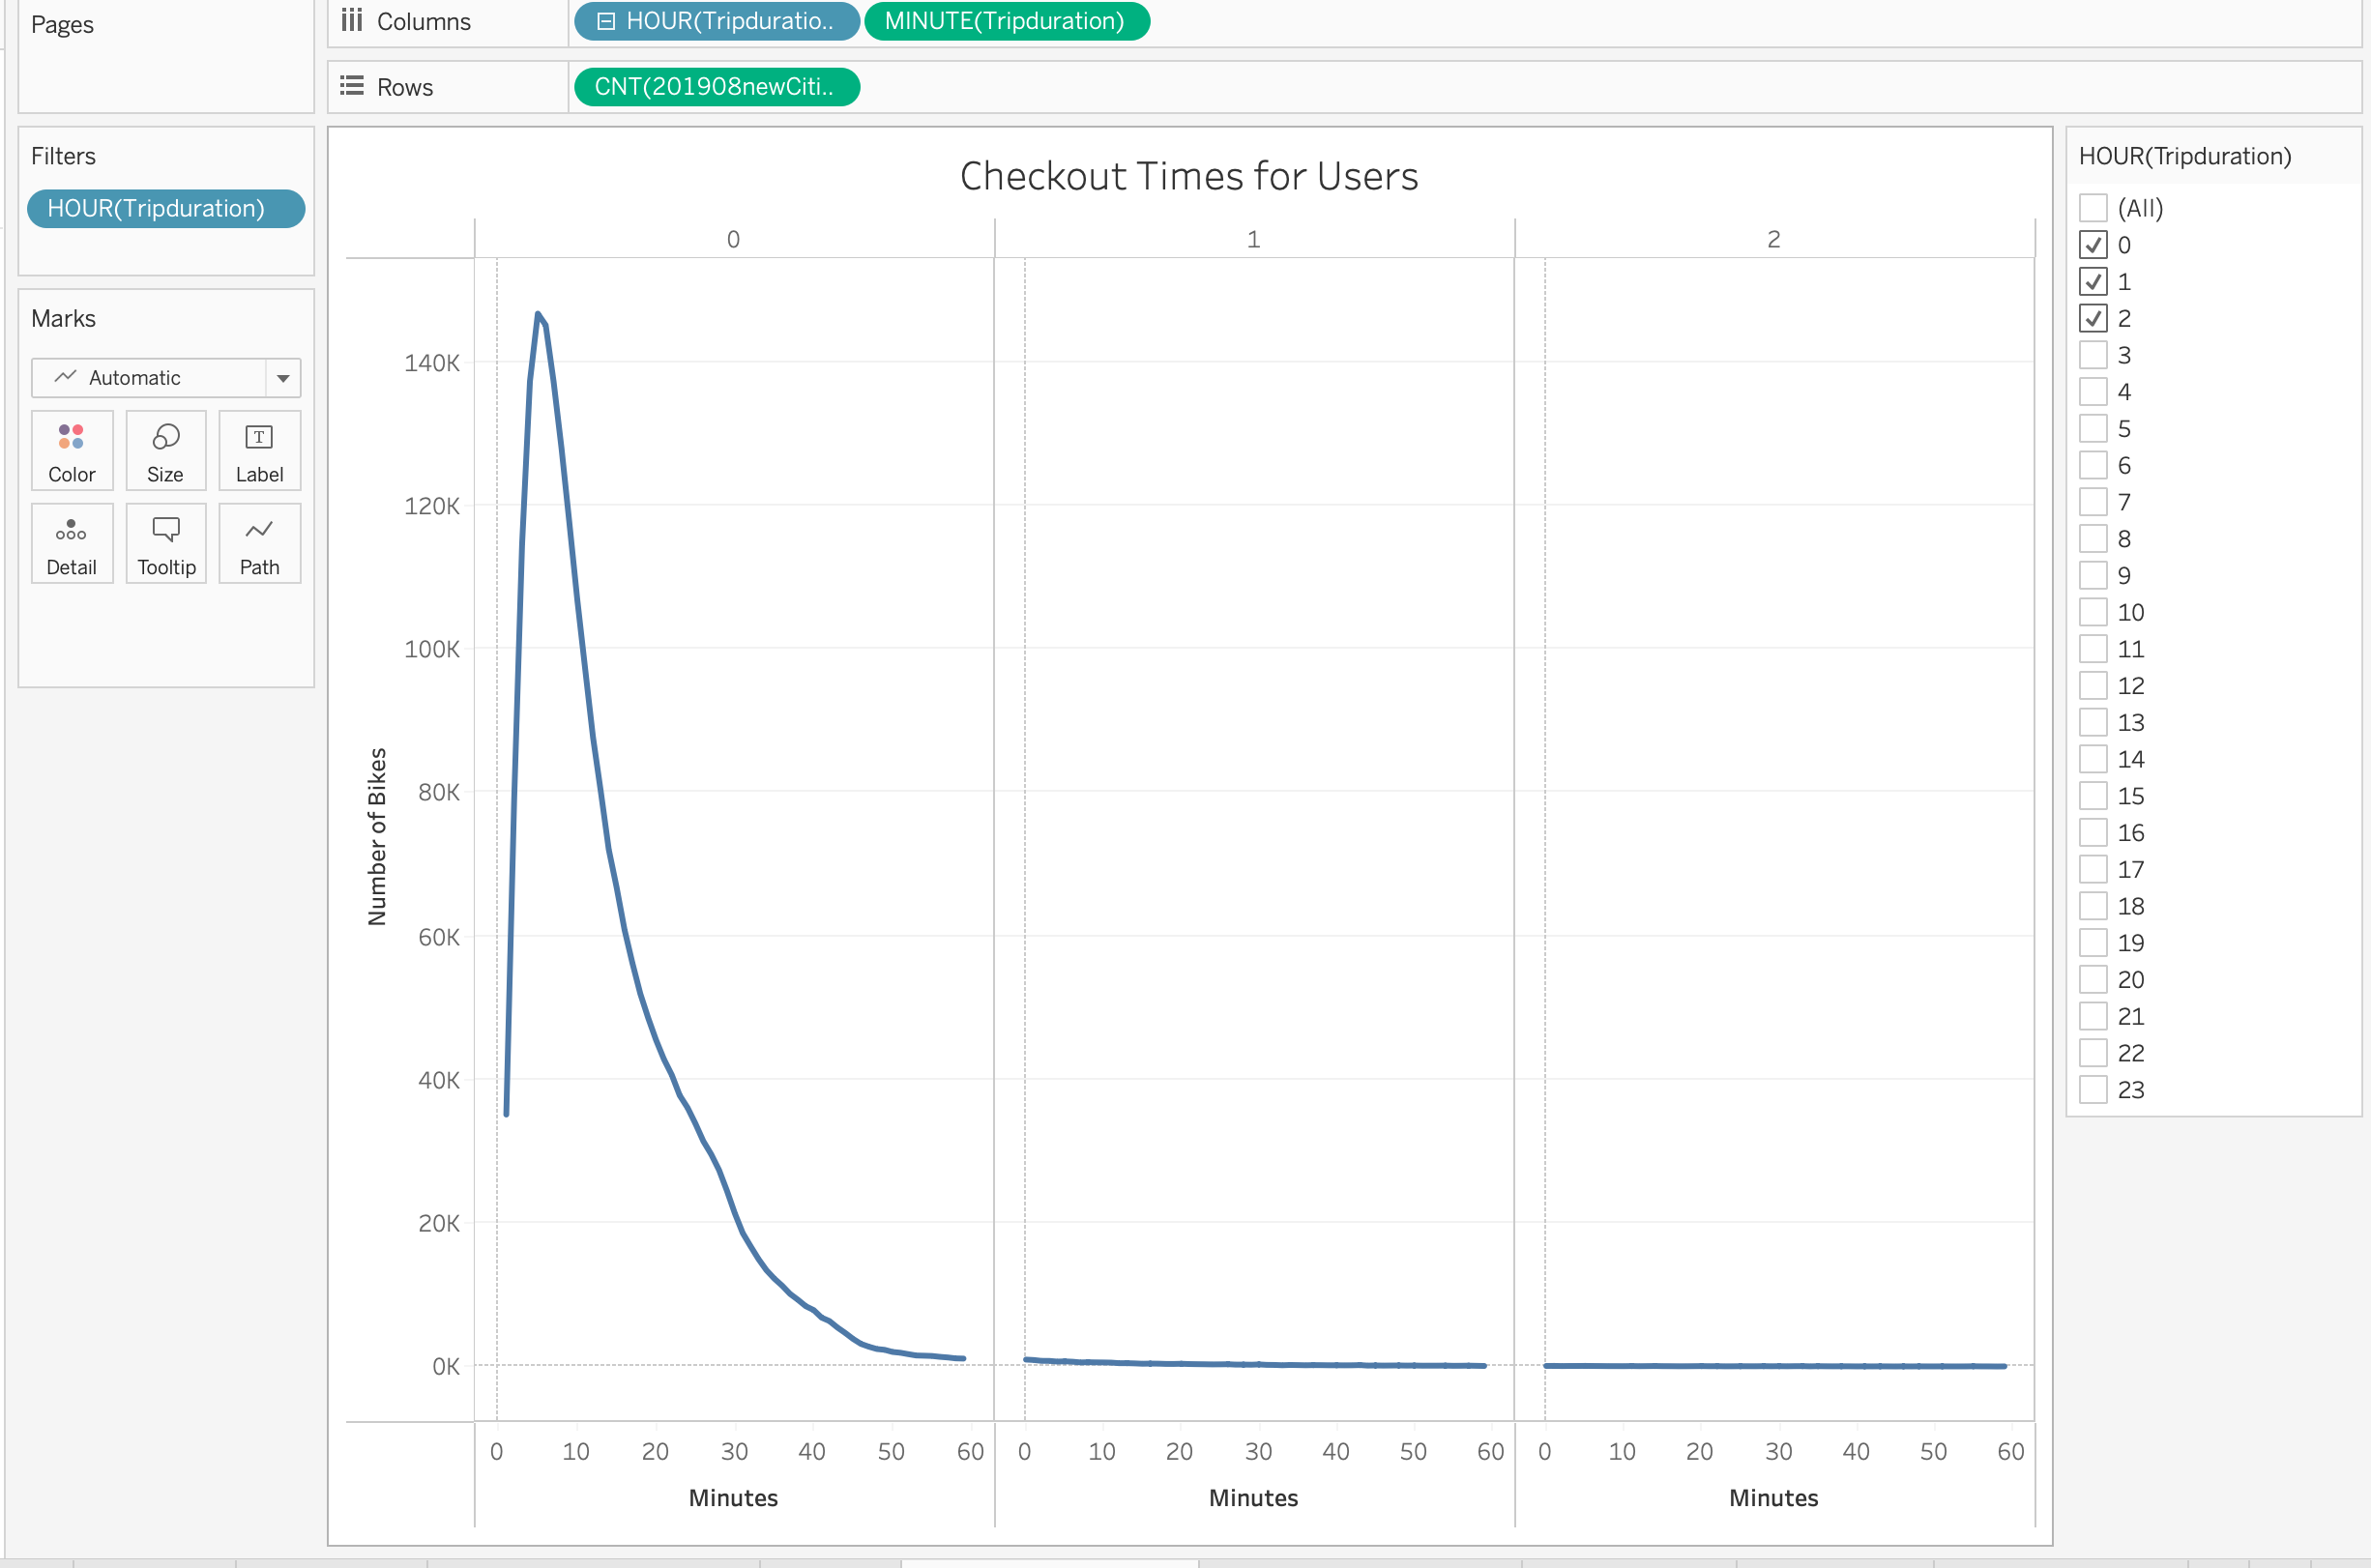 Pages
Columns
HOUR(Tripduratio..
MINUTE(Tripduration)
Rows
CNT(201908newCiti..
Filters
HOUR(Tripduration)
Marks
Automatic
Color
Size
T
Label
Detail
Tooltip
Path
Checkout Times for Users
0
1
2
Number of Bikes
140K
120K
100K
80K
60K
40K
20K
0K
0 10 20 30 40 50 60
0 10 20 30 40 50 60
0 10 20 30 40 50 60
Minutes
Minutes
Minutes
HOUR(Tripduration)
(All)
0
1
2
3
4
5
6
7
8
9
10
11
12
13
14
15
16
17
18
19
20
21
22
23